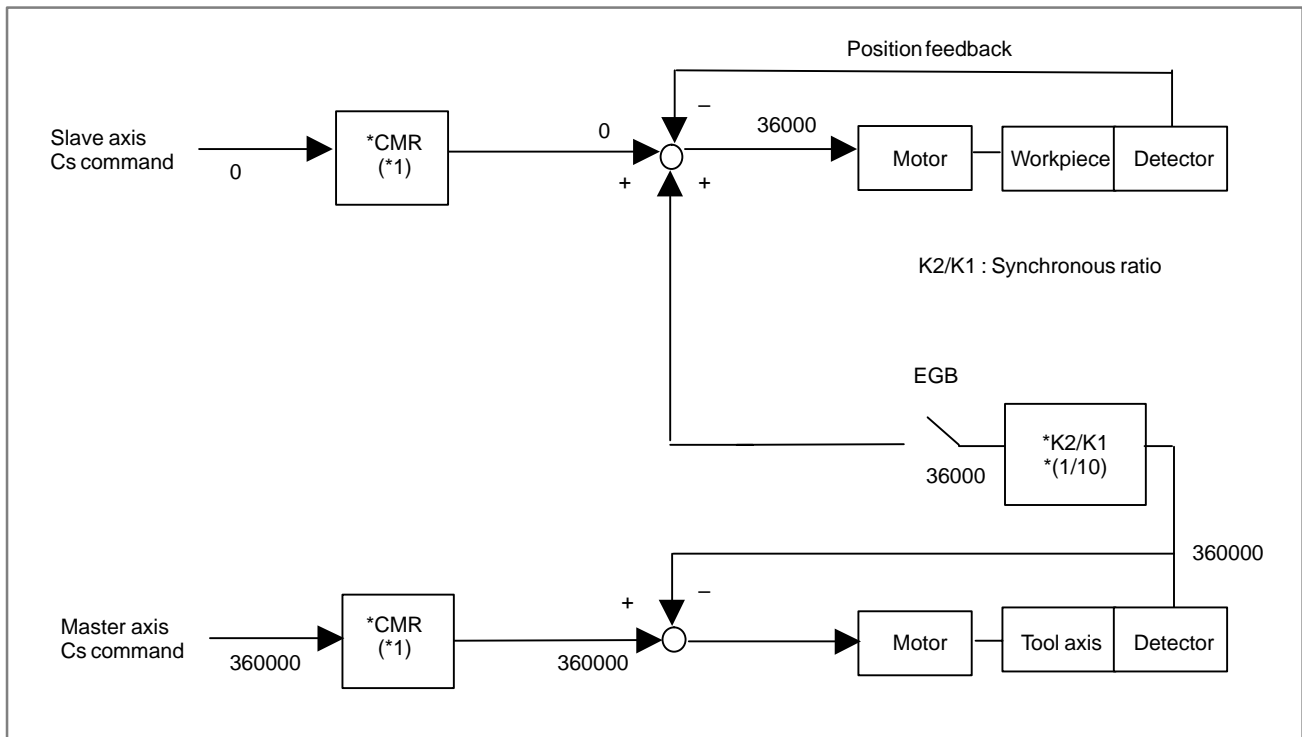 Position feedback
–
Slave axis
Cs command
0
*CMR
(*1)
0
+
+
36000
Motor
Workpiece
Detector
K2/K1 : Synchronous ratio
EGB
36000
*K2/K1
*(1/10)
360000
Master axis
Cs command
360000
*CMR
(*1)
360000
+
–
Motor
Tool axis
Detector